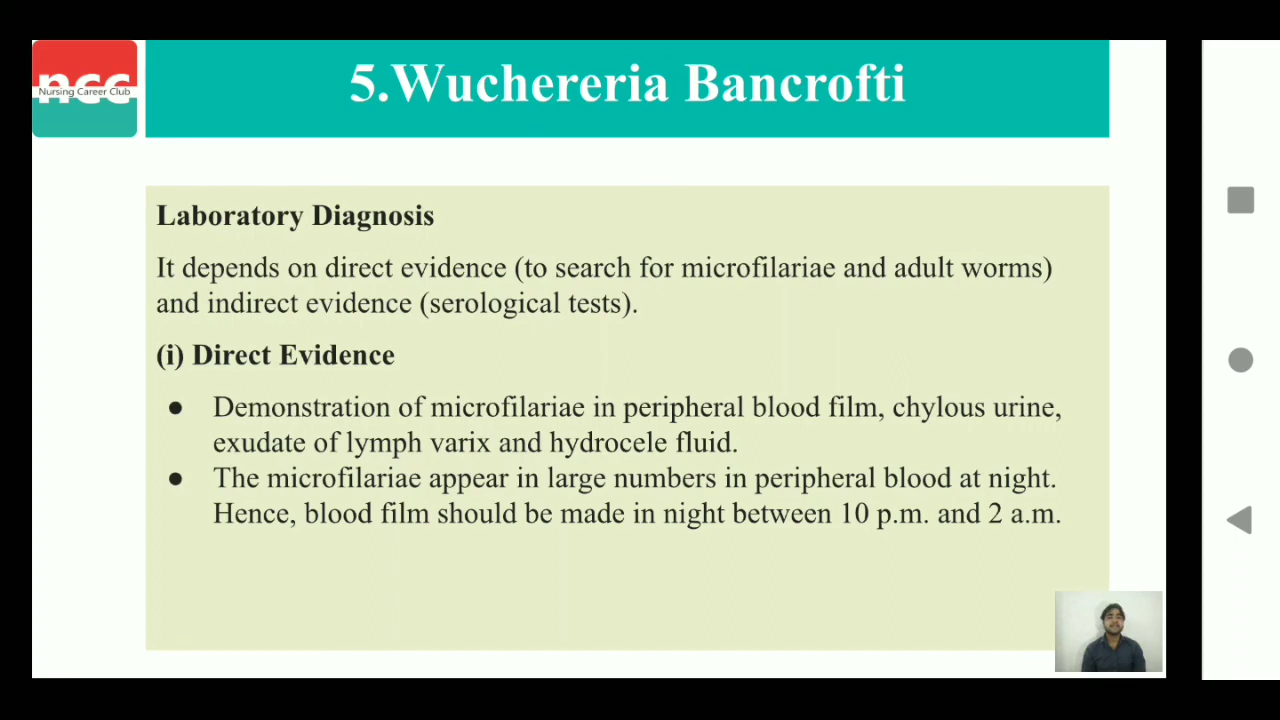 ncc
Nursing Career Club
5.Wuchereria Bancrofti
Laboratory Diagnosis
It depends on direct evidence (to search for microfilariae and adult worms)
and indirect evidence (serological tests).
(i) Direct Evidence
● Demonstration of microfilariae in peripheral blood film, chylous urine,
exudate of lymph varix and hydrocele fluid.
● The microfilariae appear in large numbers in peripheral blood at night.
Hence, blood film should be made in night between 10 p.m. and 2 a.m.